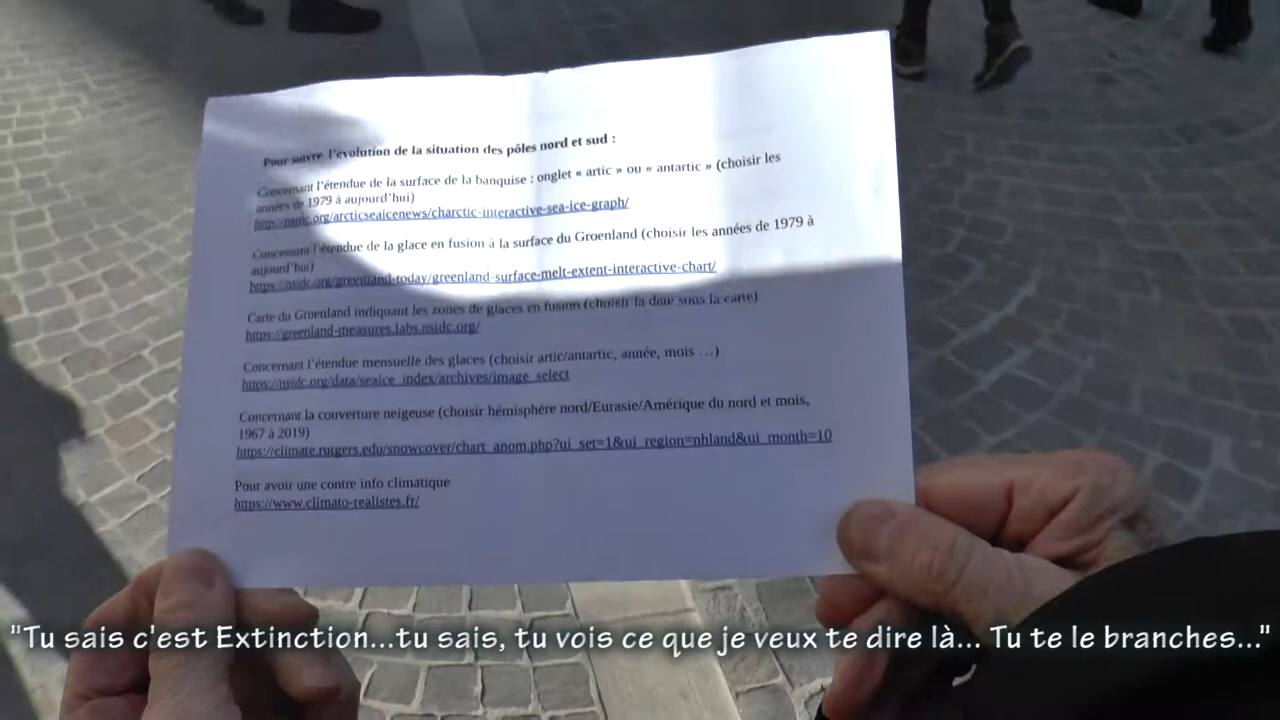 Pour suivre l'évolution de la situation des pôles nord et sud :
Concernant l'étendue de la surface de la banquise : onglet « artic » ou « antartic » (choisir les
années de 1979 à aujourd'hui)
http://nsidc.org/arcticseaicenews/charctic-interactive-sea-ice-graph/
Concernant l'étendue de la glace en fusion à la surface du Groenland (choisir les années de 1979 à
aujourd'hui)
https://nsidc.org/greenland-today/greenland-surface-melt-extent-interactive-chart/
Carte du Groenland indiquant les zones de glaces en fusion (choisir la date sous la carte)
https://greenland-measures.labs.nsidc.org/
Concernant l'étendue mensuelle des glaces (choisir artic/antartic, année, mois …)
https://nsidc.org/data/seaice_index/archives/image_select
Concernant la couverture neigeuse (choisir hémisphère nord/Eurasie/Amérique du nord et mois,
1967 à 2019)
https://climate.rutgers.edu/snowcover/chart_anom.php?ui_set=1&ui_region=nhland&ui_month=10
Pour avoir une contre info climatique
https://www.climato-realistes.fr/
"Tu sais c'est Extinction...tu sais, tu vois ce que je veux te dire là... Tu te le branches..."